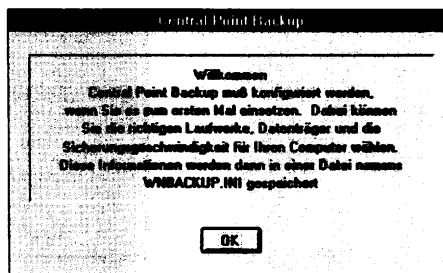 Central Point Backup
Willkommen
Central Point Backup muß konfiguriert werden,
wenn Sie es zum ersten Mal einsetzen. Dabei können
Sie die richtigen Laufwerke, Datenträger und die
Sicherungsgeschwindigkeit für Ihren Computer wählen.
Diese Informationen werden dann in einer Datei namens
WNBACKUP.INI gespeichert
OK